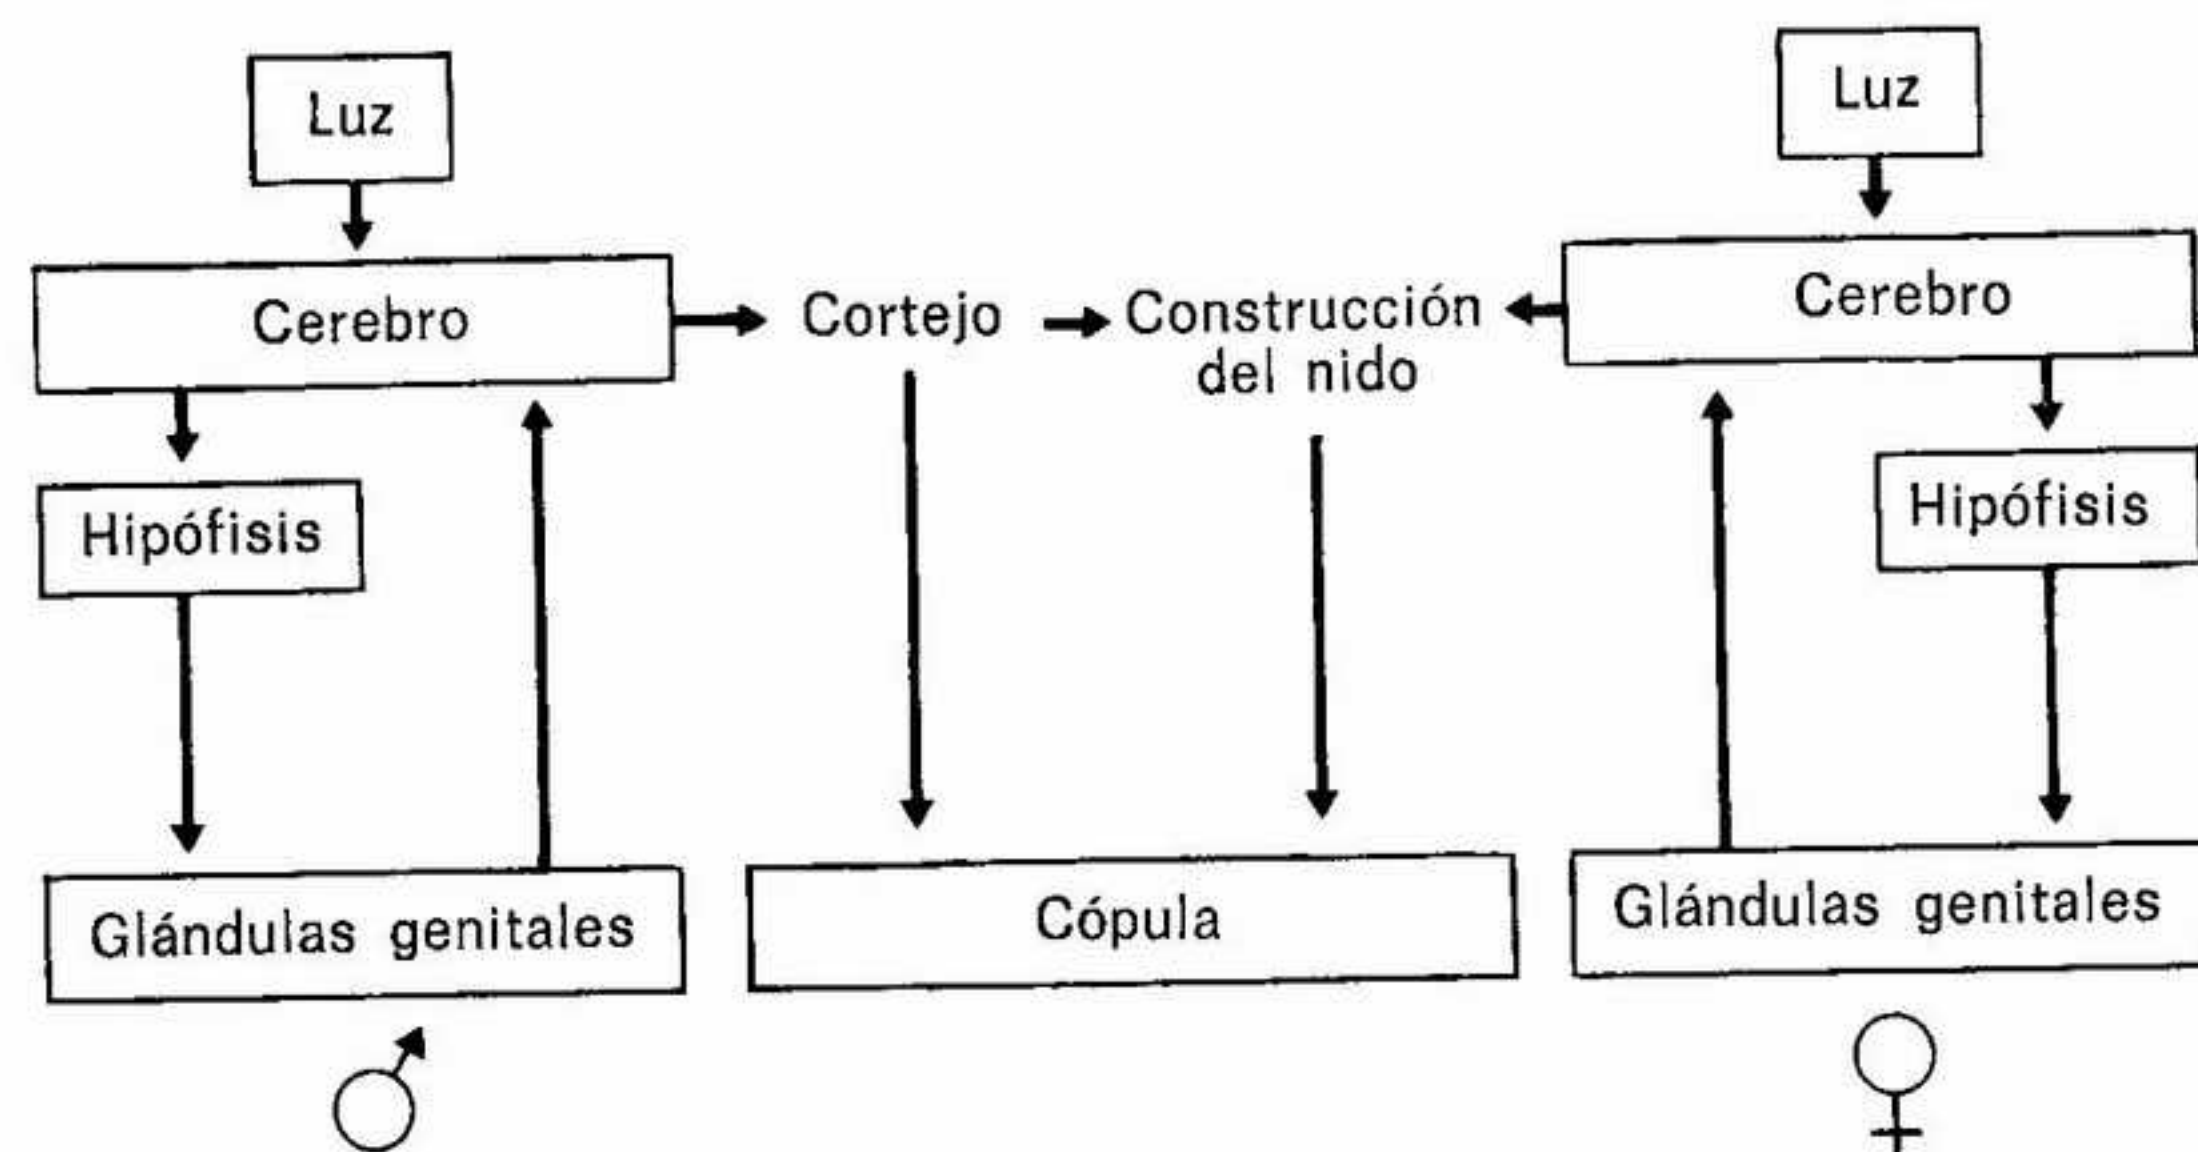 Luz
Luz
Cerebro
Cortejo
Construcción
del nido
Cerebro
Hipófisis
Hipófisis
Glándulas genitales
Cópula
Glándulas genitales